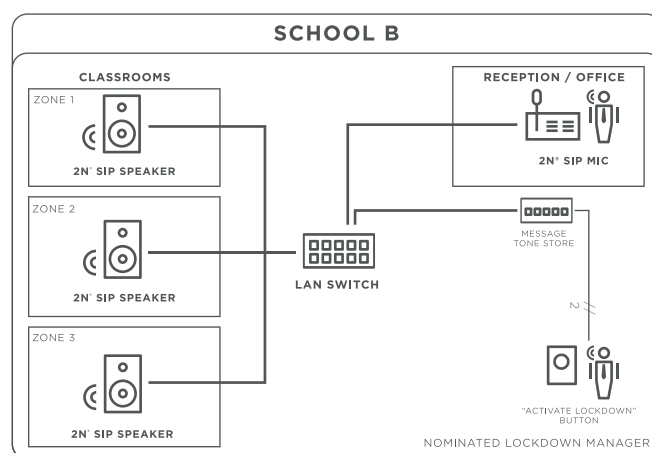 SCHOOL B
CLASSROOMS
ZONE 1
2N® SIP SPEAKER
ZONE 2
2N® SIP SPEAKER
ZONE 3
2N® SIP SPEAKER
LAN SWITCH
RECEPTION / OFFICE
2N® SIP MIC
MESSAGE
TONE STORE
2
"ACTIVATE LOCKDOWN"
BUTTON
NOMINATED LOCKDOWN MANAGER